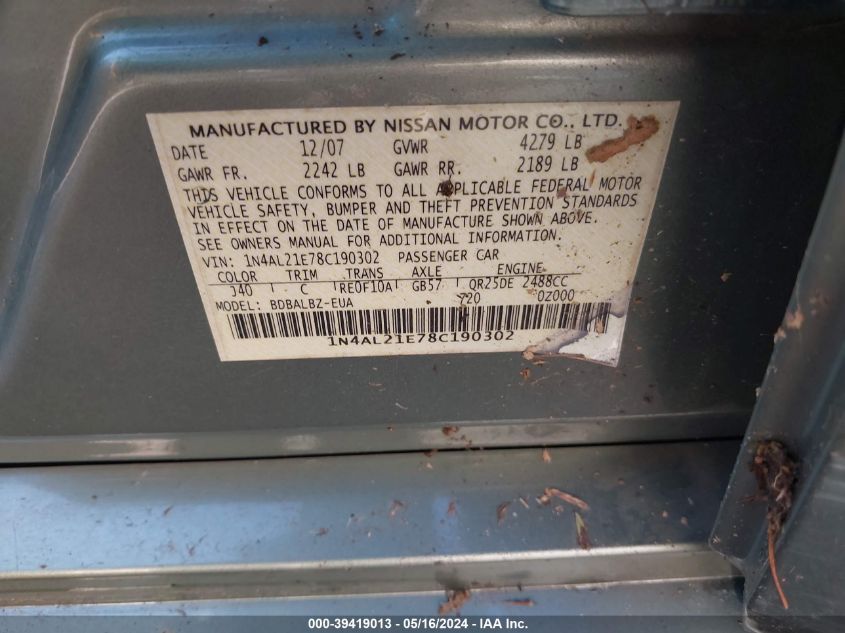 MANUFACTURED BY NISSAN MOTOR CO., LTD.
DATE 12/07 GVWR 4279 LB
GAWR FR. 2242 LB GAWR RR. 2189 LB
THIS VEHICLE CONFORMS TO ALL APPLICABLE FEDERAL MOTOR
VEHICLE SAFETY, BUMPER AND THEFT PREVENTION STANDARDS
IN EFFECT ON THE DATE OF MANUFACTURE SHOWN ABOVE.
SEE OWNERS MANUAL FOR ADDITIONAL INFORMATION.
VIN: 1N4AL21E78C190302 PASSENGER CAR
COLOR TRIM TRANS AXLE ENGINE
J40 C RE0F10A GB57 QR25DE 2488CC
MODEL: BDBALBZ-EUA 720 0Z000
1N4AL21E78C190302
000-39419013 - 05/16/2024 - IAA Inc.